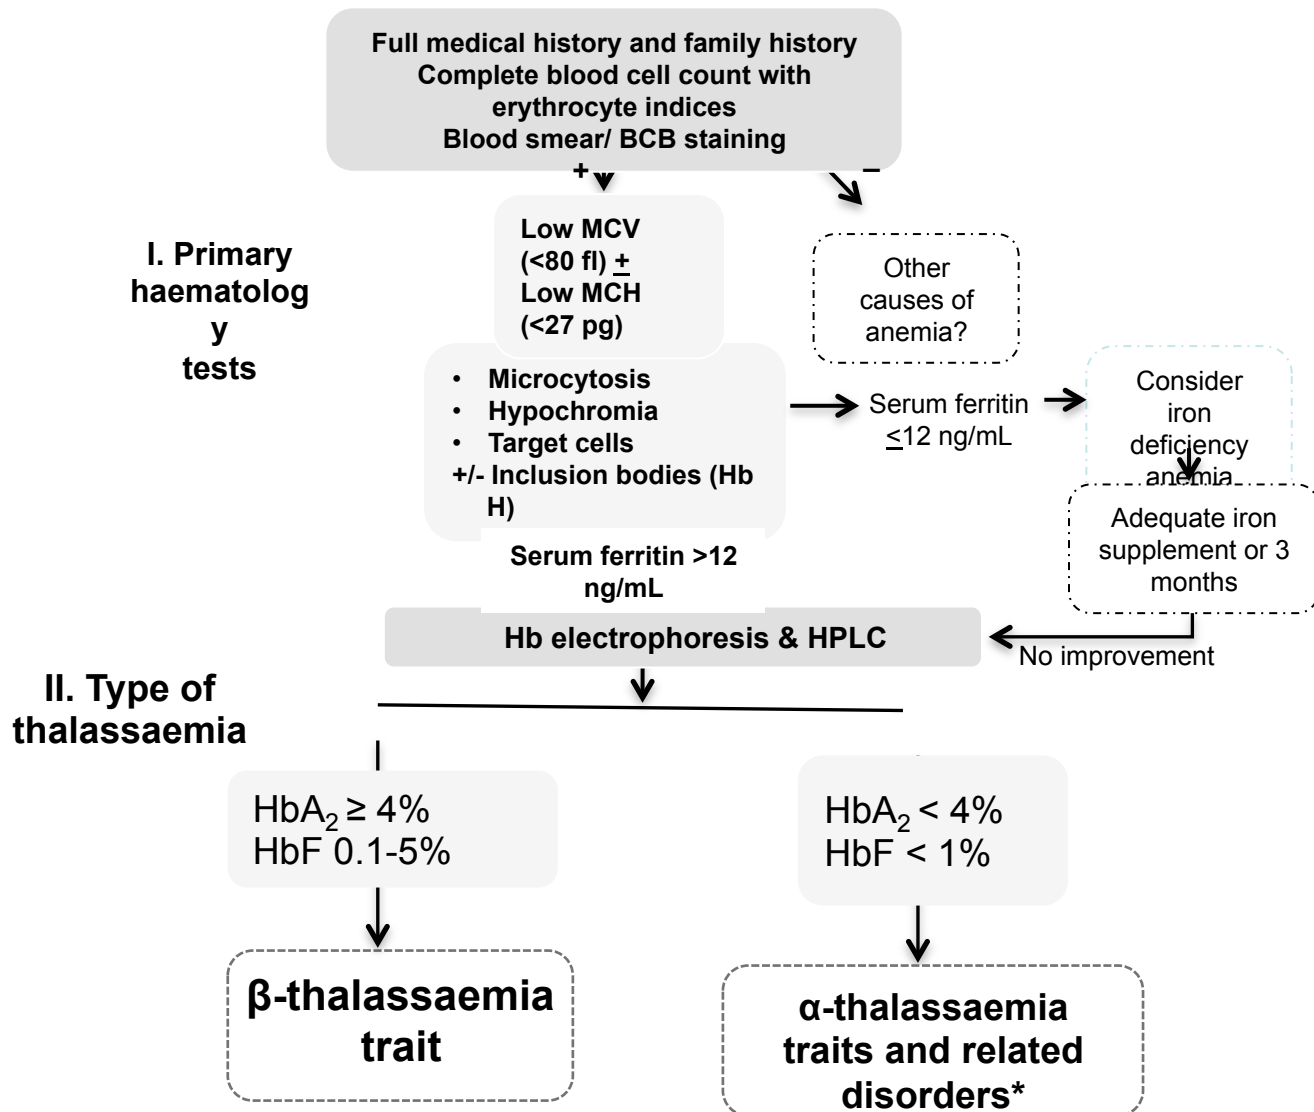 Full medical history and family history
Complete blood cell count with
erythrocyte indices
Blood smear/ BCB staining
+
–
I. Primary
haematolog
y
tests
Low MCV
(<80 fl) ±
Low MCH
(<27 pg)
Other
causes of
anemia?
• Microcytosis
• Hypochromia
• Target cells
+/- Inclusion bodies (Hb
H)
Serum ferritin
≤12 ng/mL
Consider
iron
deficiency
anemia
Adequate iron
supplement or 3
months
Serum ferritin >12
ng/mL
Hb electrophoresis & HPLC
No improvement
II. Type of
thalassaemia
HbA₂ ≥ 4%
HbF 0.1-5%
HbA₂ < 4%
HbF < 1%
β-thalassaemia
trait
α-thalassaemia
traits and related
disorders*